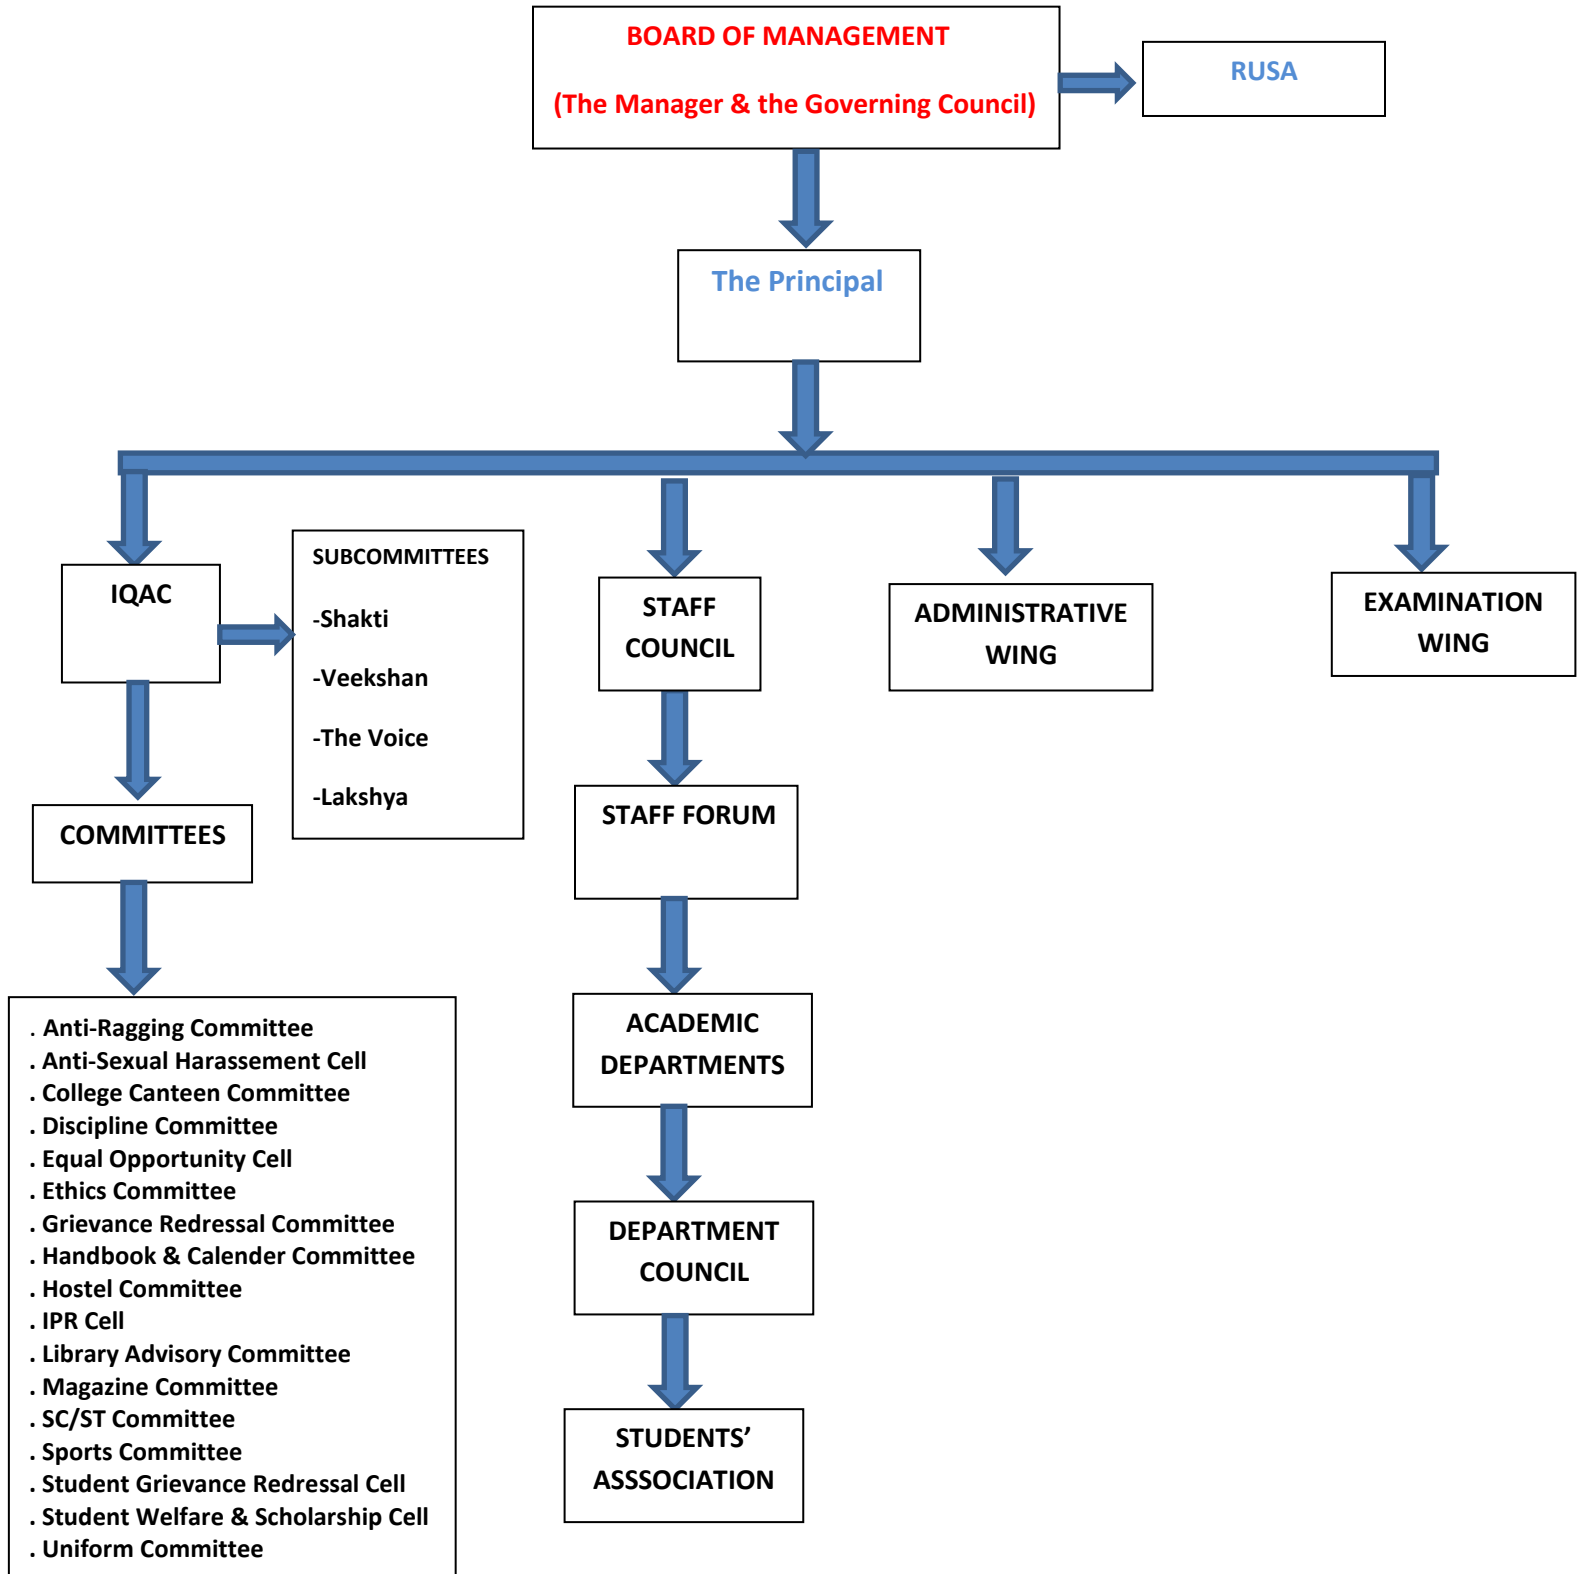 BOARD OF MANAGEMENT
(The Manager & the Governing Council)
RUSA
The Principal
IQAC
SUBCOMMITTEES
-Shakti
-Veekshan
-The Voice
-Lakshya
STAFF
COUNCIL
ADMINISTRATIVE
WING
EXAMINATION
WING
COMMITTEES
STAFF FORUM
. Anti-Ragging Committee
. Anti-Sexual Harassement Cell
. College Canteen Committee
. Discipline Committee
. Equal Opportunity Cell
. Ethics Committee
. Grievance Redressal Committee
. Handbook & Calender Committee
. Hostel Committee
. IPR Cell
. Library Advisory Committee
. Magazine Committee
. SC/ST Committee
. Sports Committee
. Student Grievance Redressal Cell
. Student Welfare & Scholarship Cell
. Uniform Committee
ACADEMIC
DEPARTMENTS
DEPARTMENT
COUNCIL
STUDENTS’
ASSSOCIATION